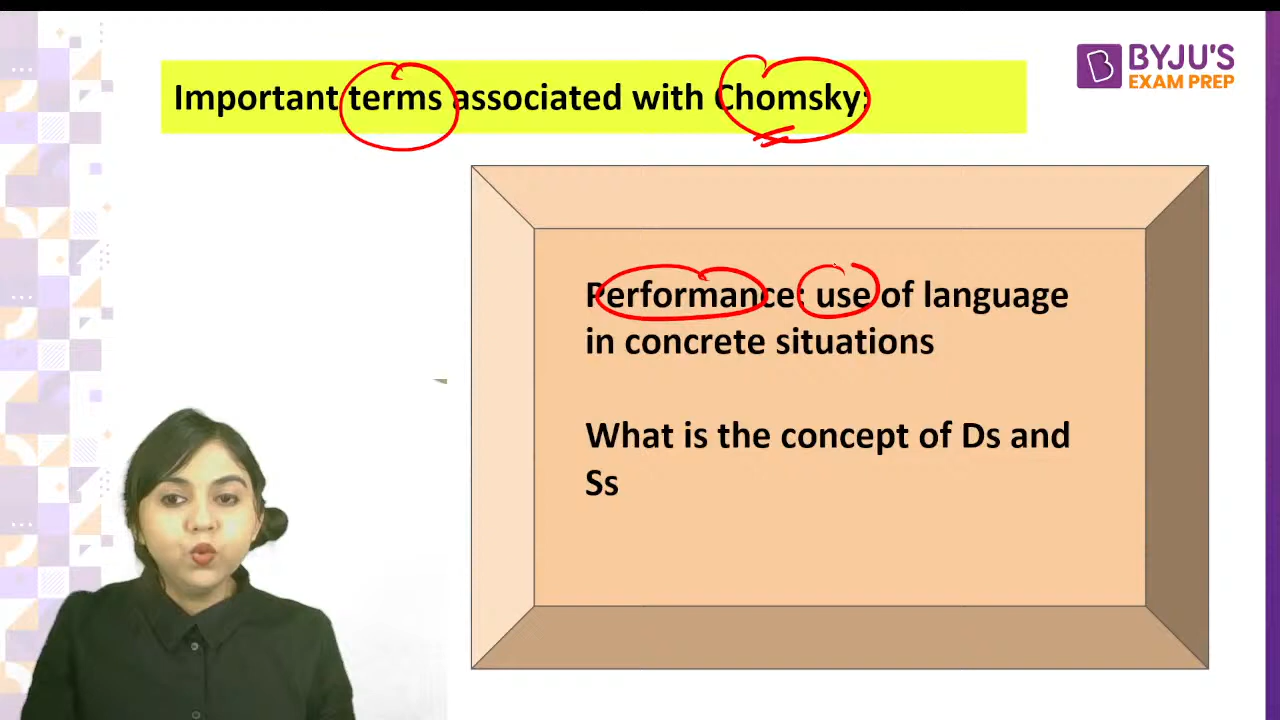 Important terms associated with Chomsky:
BYJU'S
EXAM PREP
Performance: use of language
in concrete situations
What is the concept of Ds and
Ss